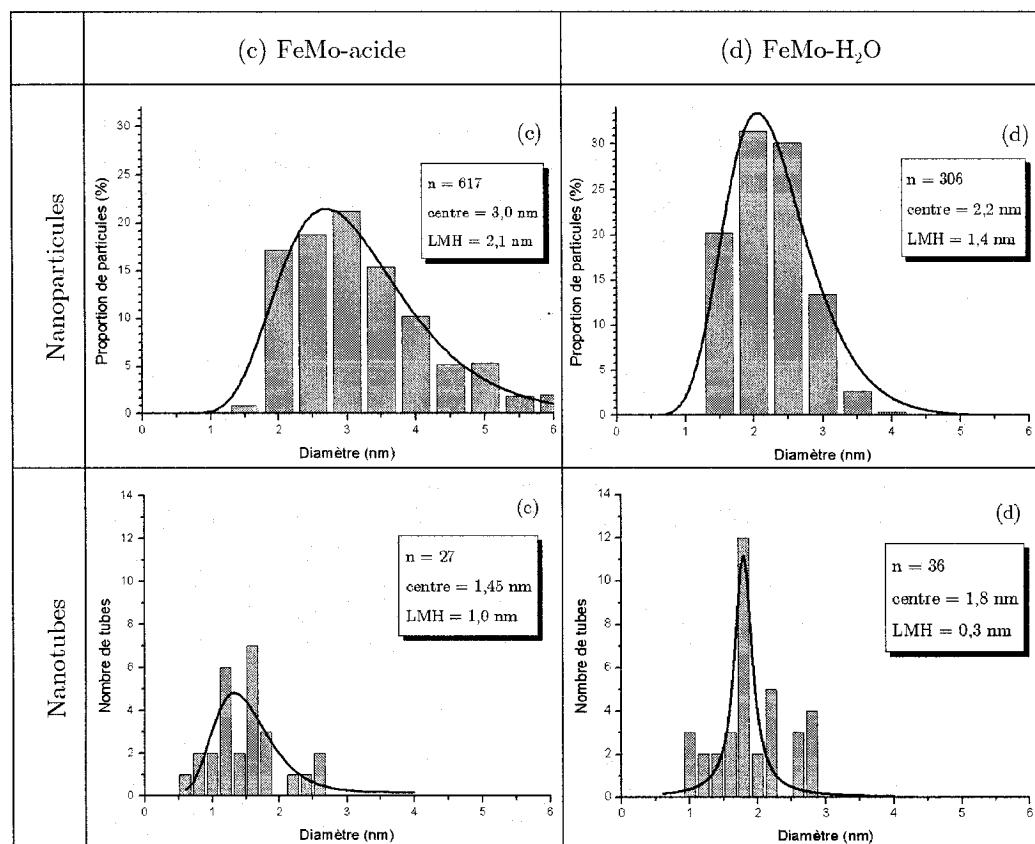 (c) FeMo-acide
(d) FeMo-H₂O
Nanoparticules
Proportion de particules (%)
30
25
20
15
10
5
0
0 1 2 3 4 5 6
Diamètre (nm)
(c)
n = 617
centre = 3,0 nm
LMH = 2,1 nm
Proportion de particules (%)
30
25
20
15
10
5
0
0 1 2 3 4 5 6
Diamètre (nm)
(d)
n = 306
centre = 2,2 nm
LMH = 1,4 nm
Nanotubes
Nombre de tubes
14
12
10
8
6
4
2
0
0 1 2 3 4 5 6
Diamètre (nm)
(c)
n = 27
centre = 1,45 nm
LMH = 1,0 nm
Nombre de tubes
14
12
10
8
6
4
2
0
0 1 2 3 4 5 6
Diamètre (nm)
(d)
n = 36
centre = 1,8 nm
LMH = 0,3 nm